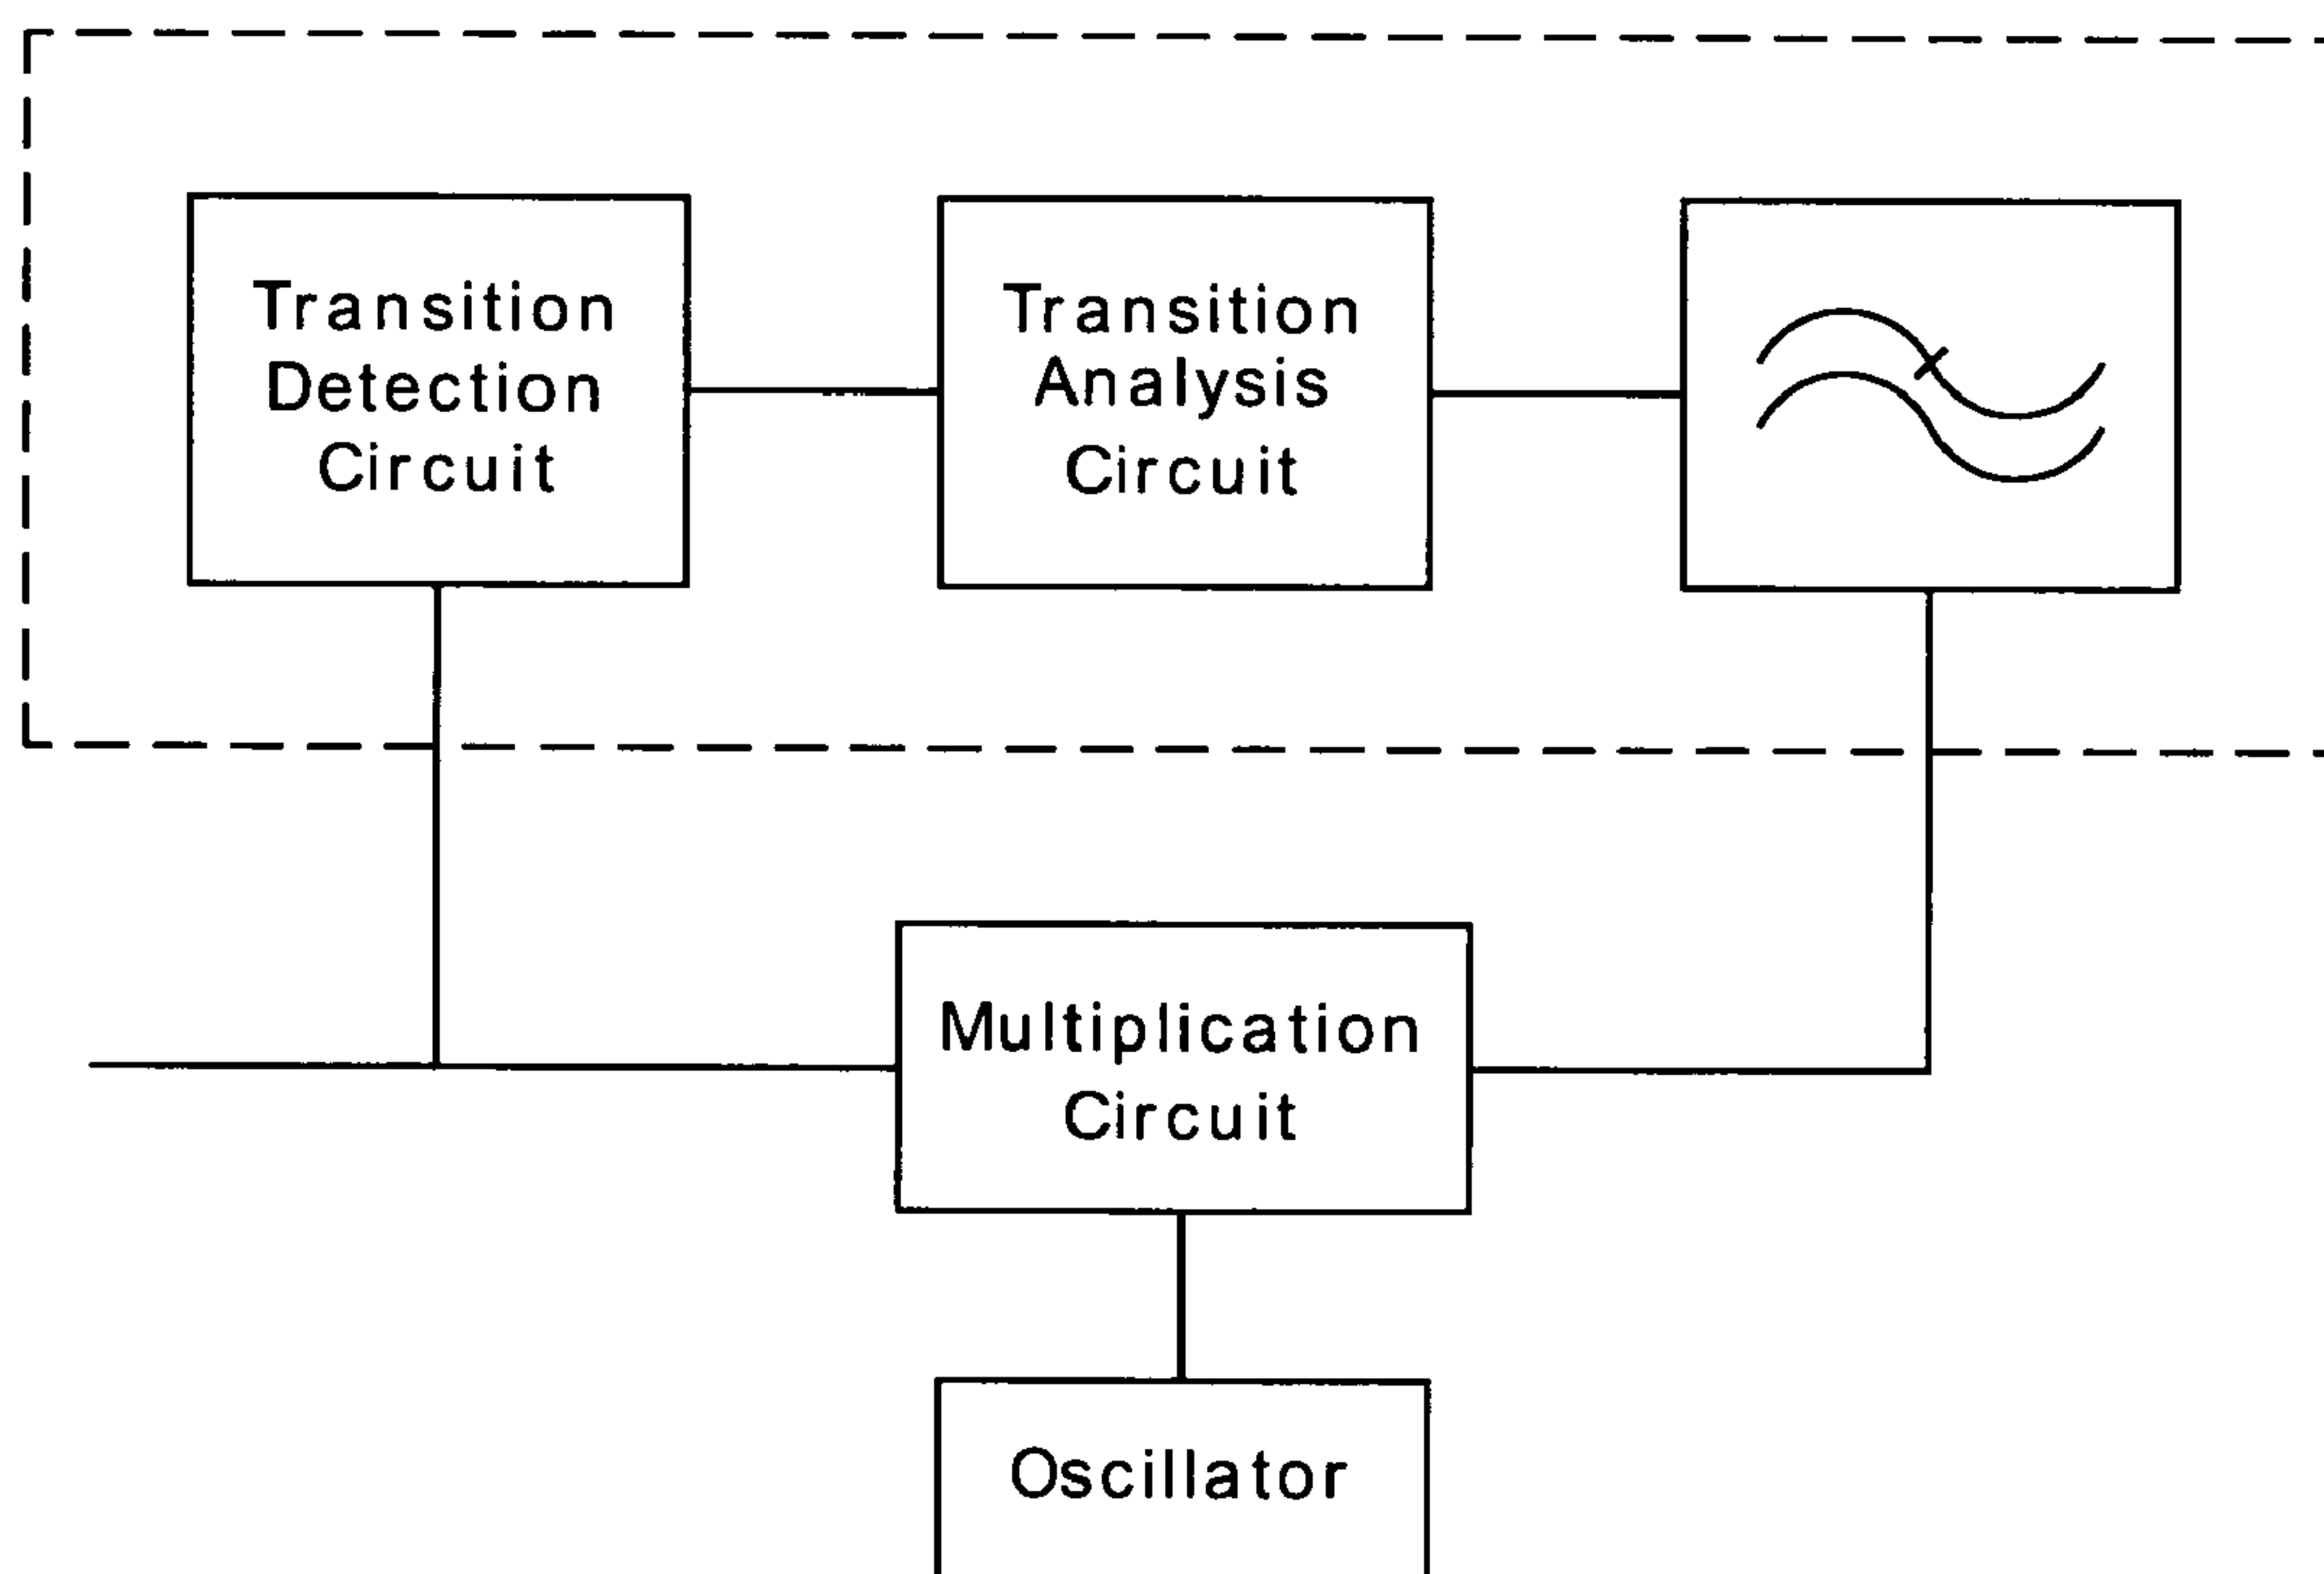 Transition
Detection
Circuit
Transition
Analysis
Circuit
Multiplication
Circuit
Oscillator